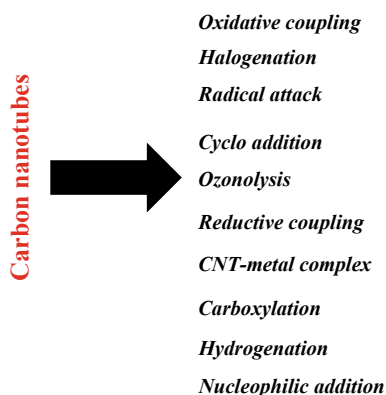 Carbon nanotubes
Oxidative coupling
Halogenation
Radical attack
Cyclo addition
Ozonolysis
Reductive coupling
CNT-metal complex
Carboxylation
Hydrogenation
Nucleophilic addition